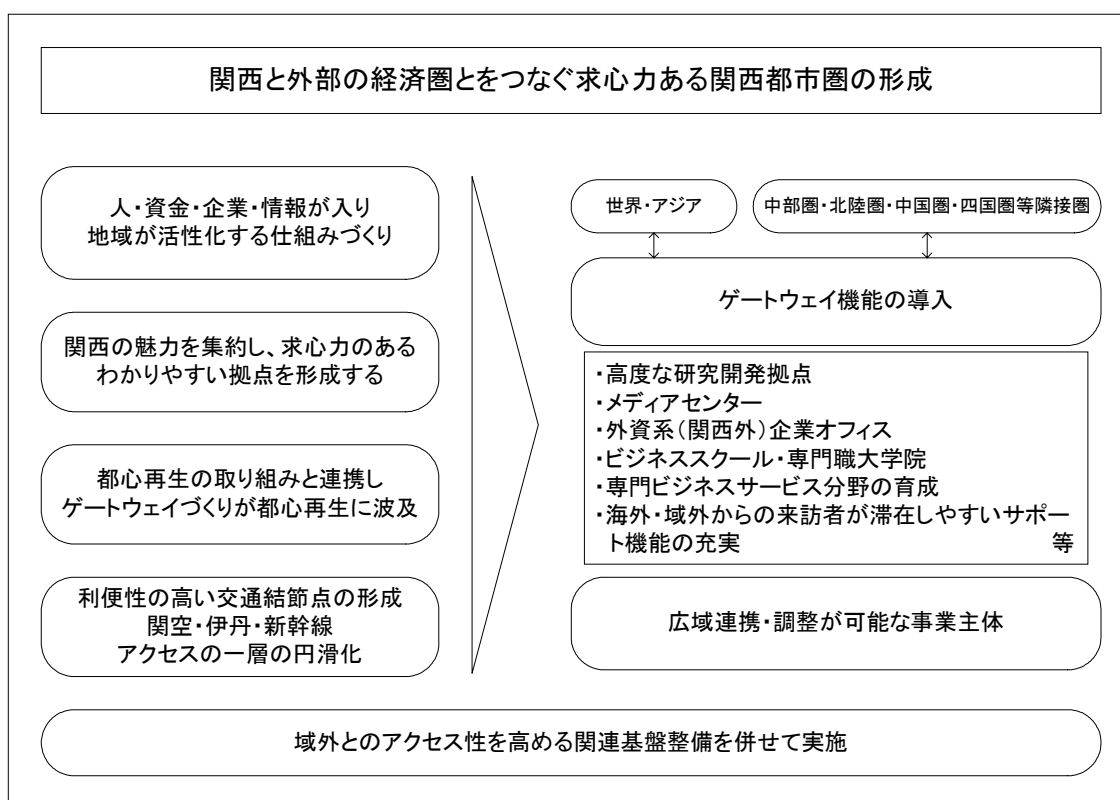 関西と外部の経済圏とをつなぐ求心力ある関西都市圏の形成
人・資金・企業・情報が入り
地域が活性化する仕組みづくり
関西の魅力を集約し、求心力のある
わかりやすい拠点を形成する
都心再生の取り組みと連携し
ゲートウェイづくりが都心再生に波及
利便性の高い交通結節点の形成
関空・伊丹・新幹線
アクセスの一層の円滑化
世界・アジア
中部圏・北陸圏・中国圏・四国圏等隣接圏
ゲートウェイ機能の導入
・高度な研究開発拠点
・メディアセンター
・外資系(関西外)企業オフィス
・ビジネススクール・専門職大学院
・専門ビジネスサービス分野の育成
・海外・域外からの来訪者が滞在しやすいサポー
ト機能の充実 等
広域連携・調整が可能な事業主体
域外とのアクセス性を高める関連基盤整備を併せて実施